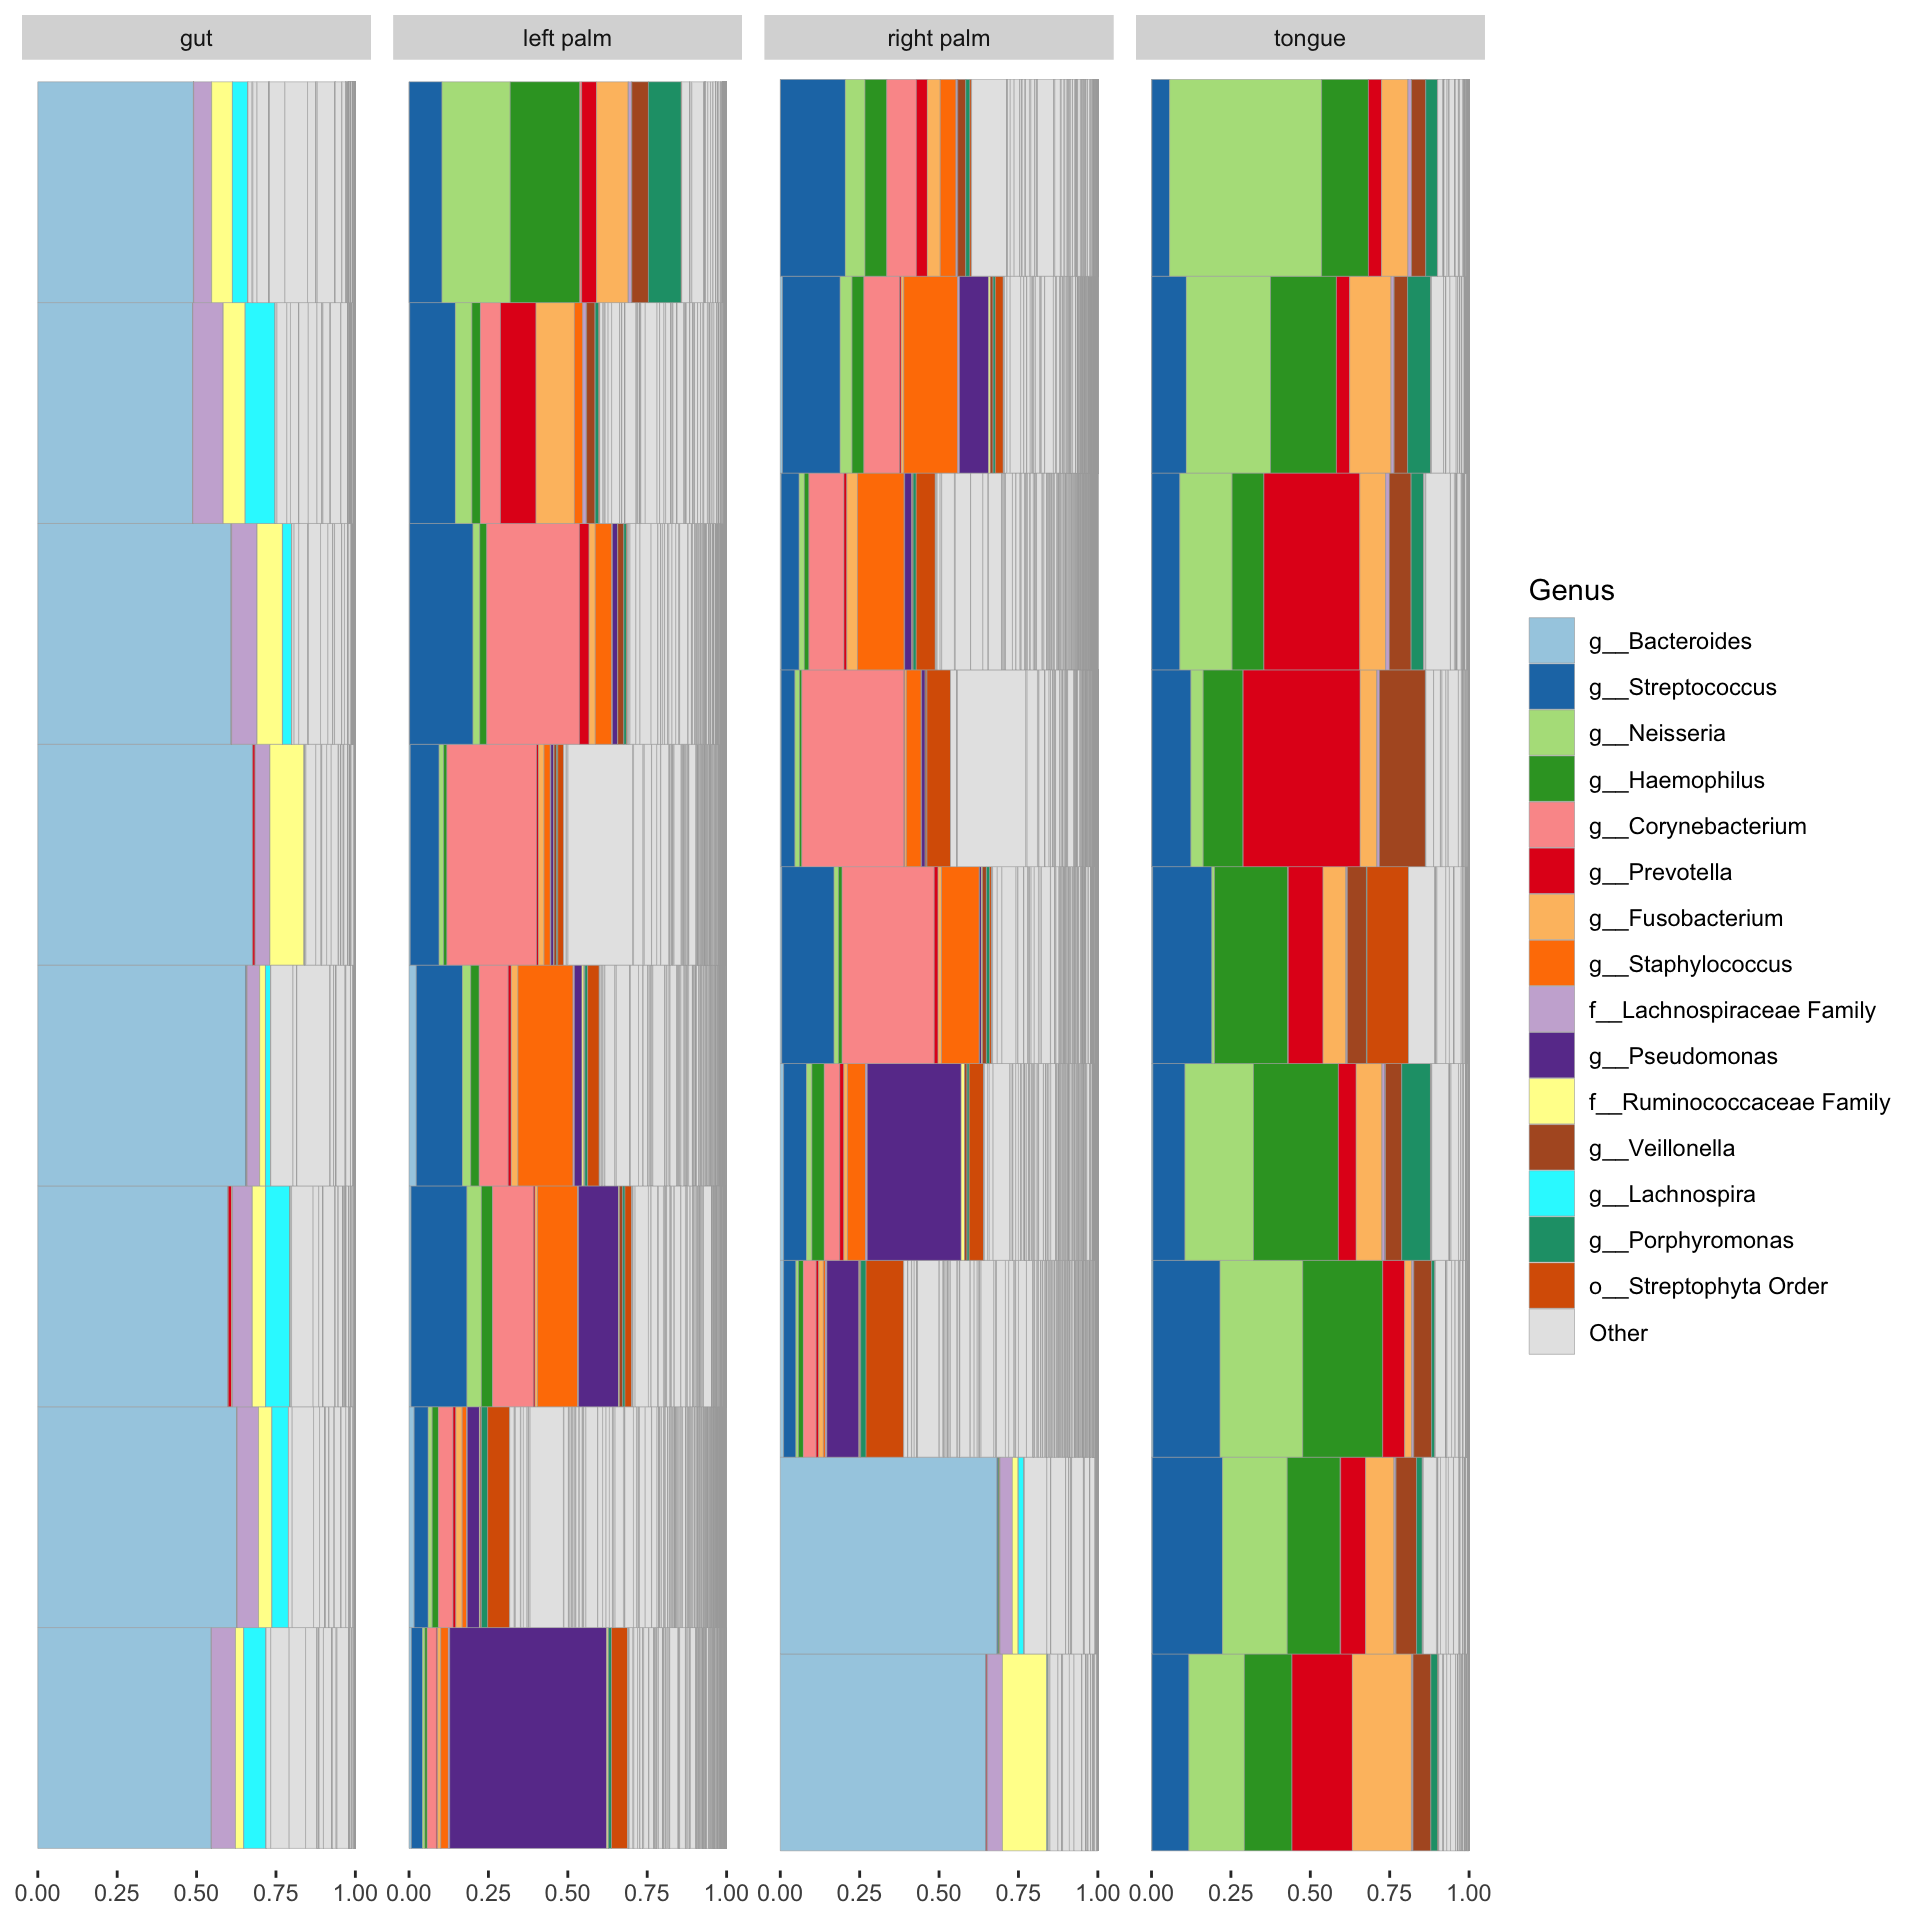 gut
left palm
right palm
tongue
Genus
g__Bacteroides
g__Streptococcus
g__Neisseria
g__Haemophilus
g__Corynebacterium
g__Prevotella
g__Fusobacterium
g__Staphylococcus
f__Lachnospiraceae Family
g__Pseudomonas
f__Ruminococcaceae Family
g__Veillonella
g__Lachnospira
g__Porphyromonas
o__Streptophyta Order
Other
0.00 0.25 0.50 0.75 1.00 0.00 0.25 0.50 0.75 1.00 0.00 0.25 0.50 0.75 1.00 0.00 0.25 0.50 0.75 1.00